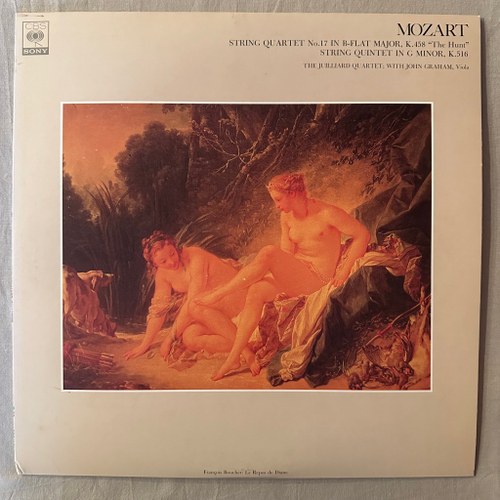 CBS
SONY
MOZART
STRING QUARTET No.17 IN B-FLAT MAJOR, K.458 "The Hunt"
STRING QUINTET IN G MINOR, K.516
THE JUILLIARD QUARTET; WITH JOHN GRAHAM, Viola
François Boucher: Le Repos de Diane